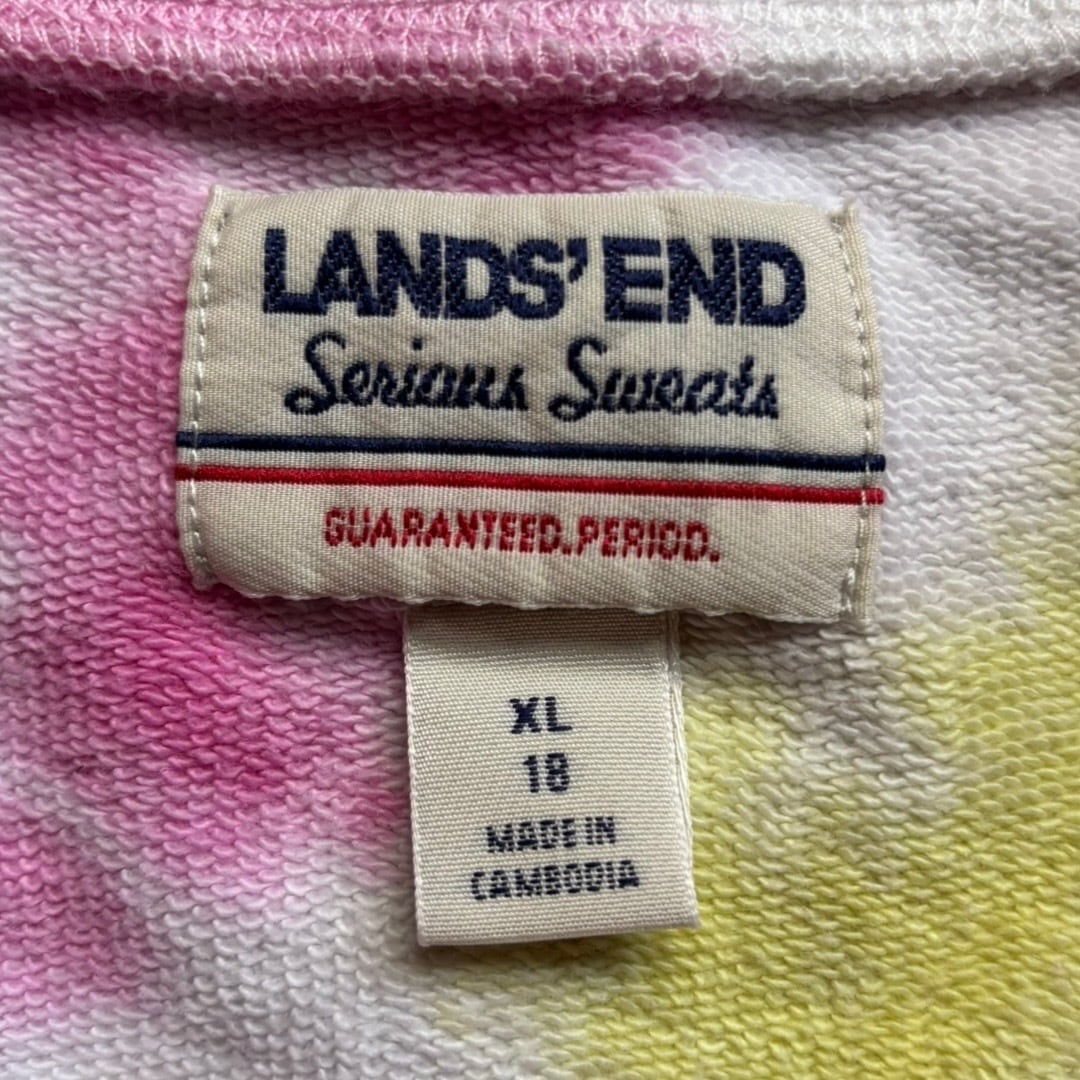 LANDS' END
Serious Sweats
GUARANTEED.PERIOD.
XL
18
MADE IN
CAMBODIA